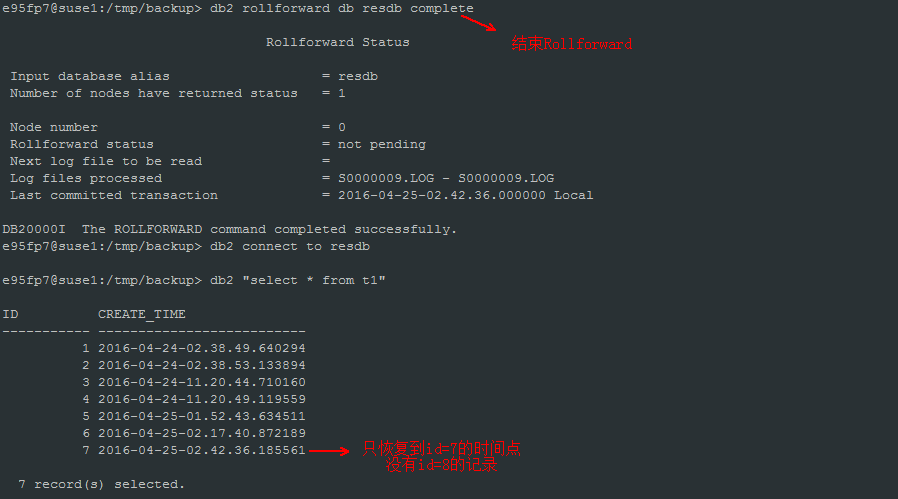 e95fp7@suse1:/tmp/backup> db2 rollforward db resdb complete
结束Rollforward
Rollforward Status
Input database alias = resdb
Number of nodes have returned status = 1
Node number = 0
Rollforward status = not pending
Next log file to be read =
Log files processed = S0000009.LOG - S0000009.LOG
Last committed transaction = 2016-04-25-02.42.36.000000 Local
DB20000I The ROLLFORWARD command completed successfully.
e95fp7@suse1:/tmp/backup> db2 connect to resdb
e95fp7@suse1:/tmp/backup> db2 "select * from t1"
ID CREATE_TIME
----------- --------------------------
1 2016-04-24-02.38.49.640294
2 2016-04-24-02.38.53.133894
3 2016-04-24-11.20.44.710160
4 2016-04-24-11.20.49.119559
5 2016-04-25-01.52.43.634511
6 2016-04-25-02.17.40.872189
7 2016-04-25-02.42.36.185561
只恢复到id=7的时间点
没有id=8的记录
7 record(s) selected.